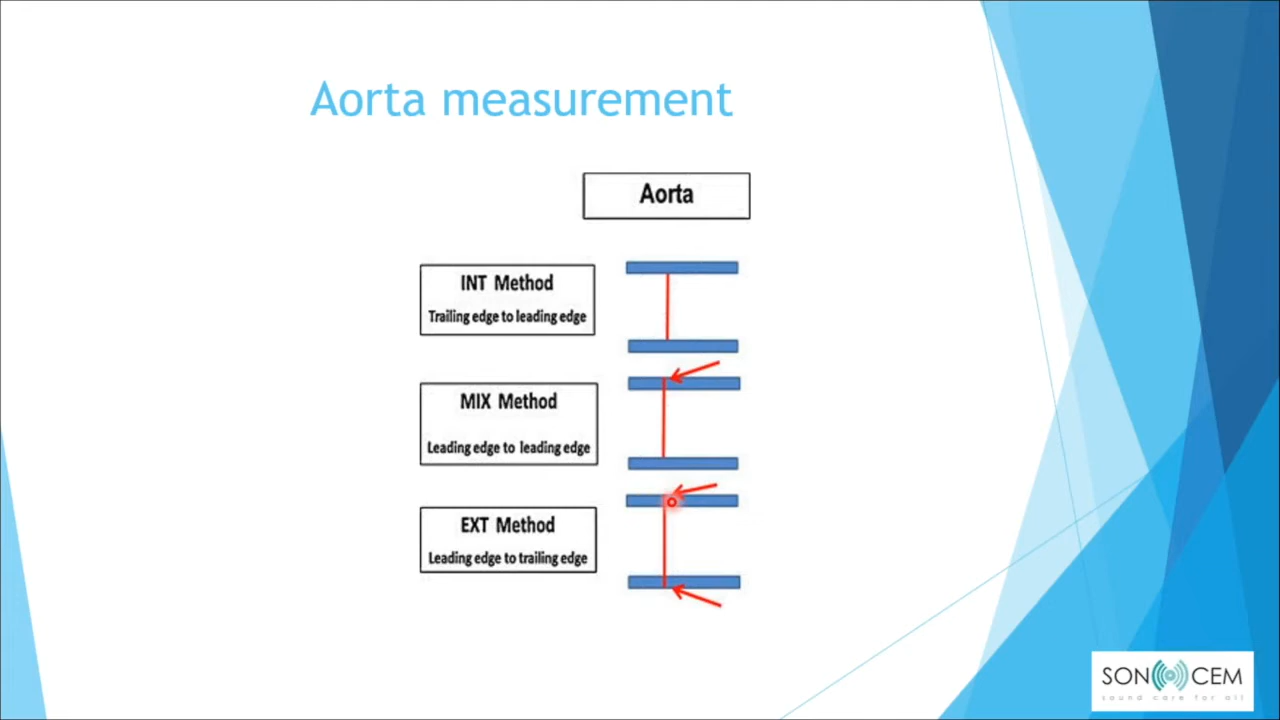 Aorta measurement
Aorta
INT Method
Trailing edge to leading edge
MIX Method
Leading edge to leading edge
EXT Method
Leading edge to trailing edge
SON CEM
sound care for all